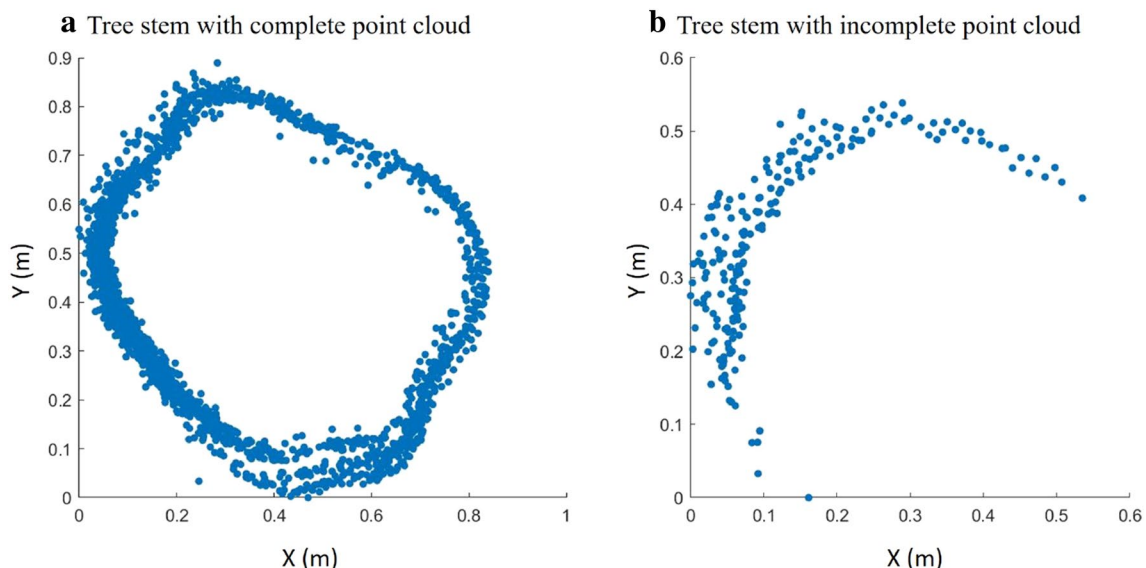 a Tree stem with complete point cloud
0.9
0.8
0.7
0.6
0.5
0.4
0.3
0.2
0.1
0
Y (m)
0 0.2 0.4 0.6 0.8 1
X (m)
b Tree stem with incomplete point cloud
0.6
0.5
0.4
0.3
0.2
0.1
0
Y (m)
0 0.1 0.2 0.3 0.4 0.5 0.6
X (m)